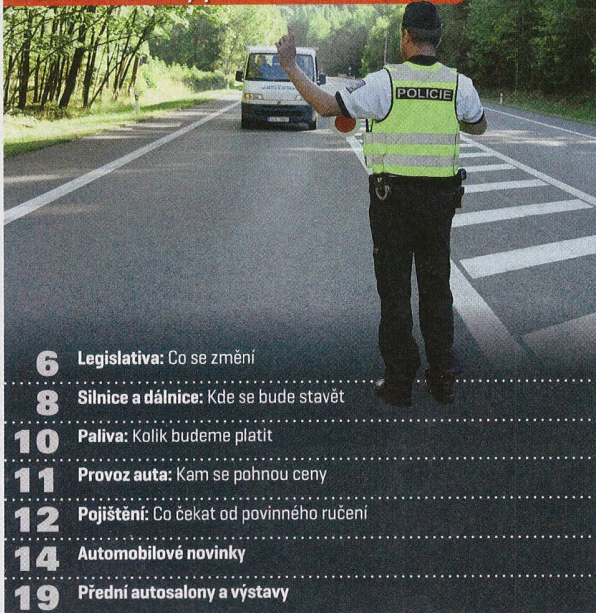 POLICIE
6 Legislativa: Co se změní
8 Silnice a dálnice: Kde se bude stavět
10 Paliva: Kolik budeme platit
11 Provoz auta: Kam se pohnou ceny
12 Pojištění: Co čekat od povinného ručení
14 Automobilové novinky
19 Přední autosalony a výstavy